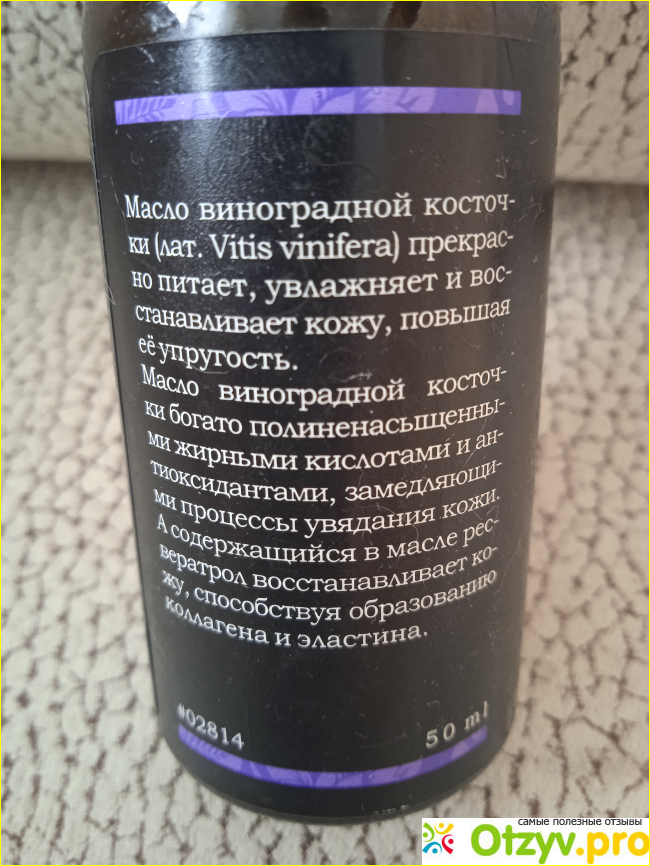 Масло виноградной косточ-
ки (лат. Vitis vinifera) прекрас-
но питает, увлажняет и вос-
станавливает кожу, повышая
её упругость.
Масло виноградной косточ-
ки богато полиненасыщенны-
ми жирными кислотами и ан-
тиоксидантами, замедляющи-
ми процессы увядания кожи.
А содержащийся в масле рес-
вератрол восстанавливает ко-
жу, способствуя образованию
коллагена и эластина.
#02814
50 ml
самые полезные отзывы
Otzyv.pro